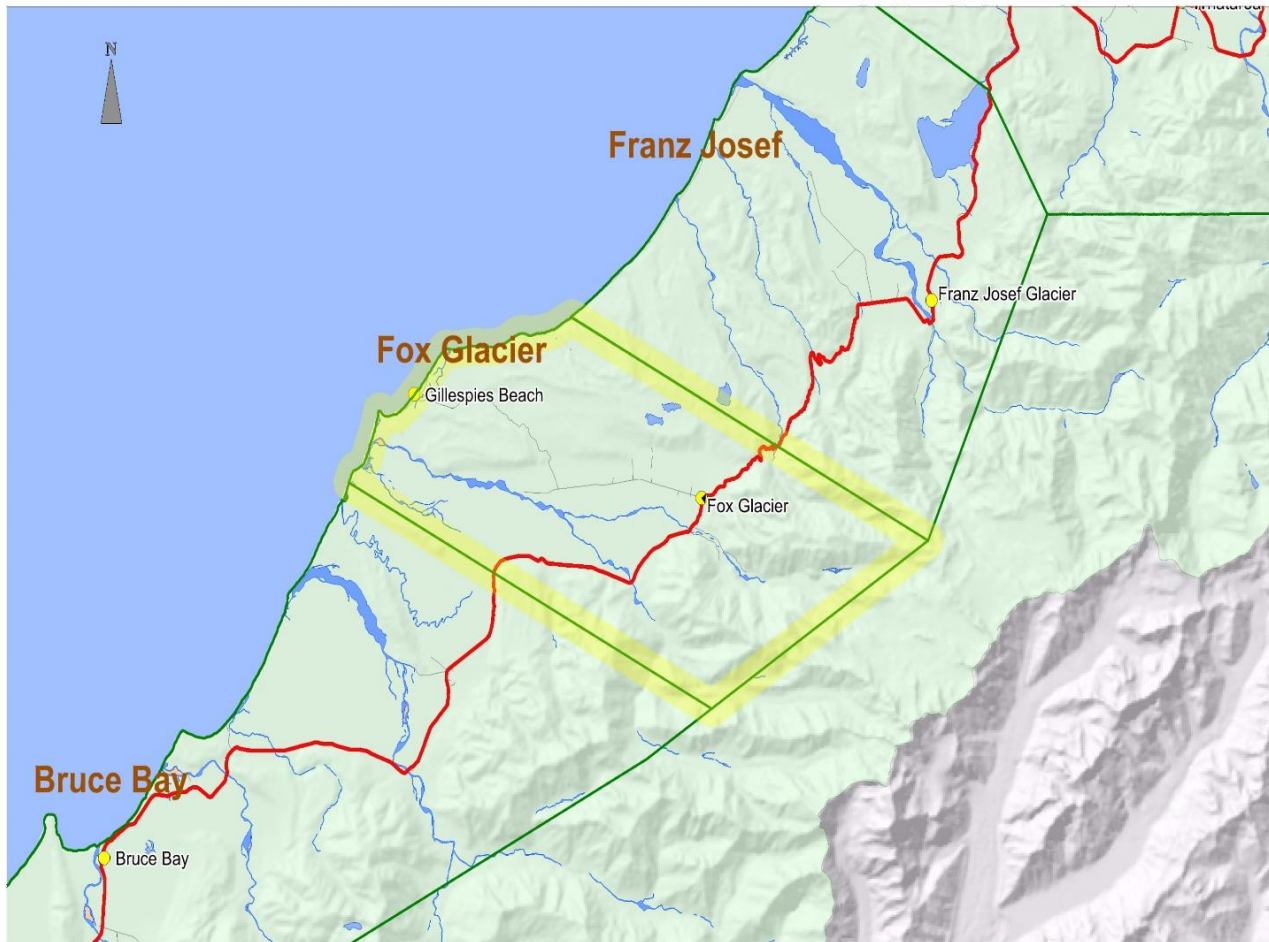 N
Franz Josef
Franz Josef Glacier
Fox Glacier
Gillespies Beach
Fox Glacier
Bruce Bay
Bruce Bay